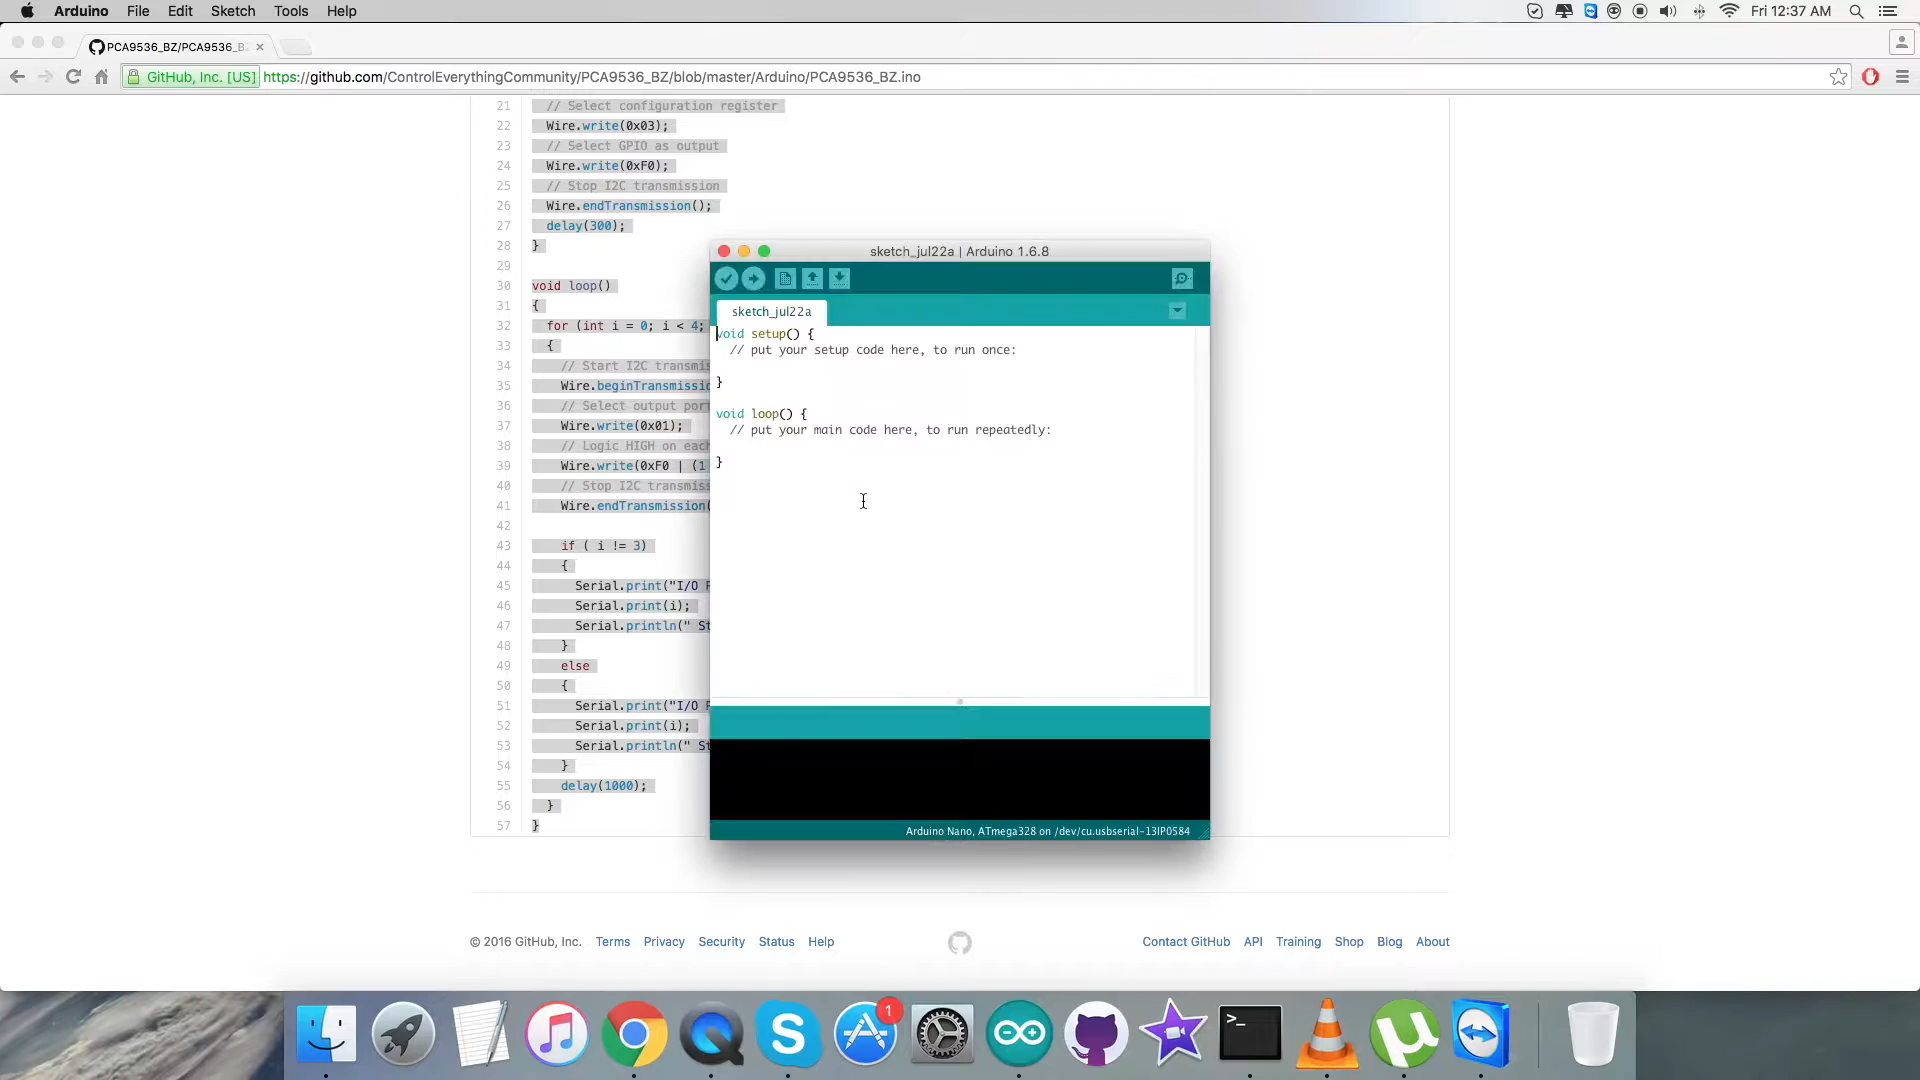 Arduino File Edit Sketch Tools Help
Fri 12:37 AM
PCA9536_BZ/PCA9536_B
GitHub, Inc. [US] https://github.com/ControlEverythingCommunity/PCA9536_BZ/blob/master/Arduino/PCA9536_BZ.ino
21 // Select configuration register
22 Wire.write(0x03);
23 // Select GPIO as output
24 Wire.write(0xF0);
25 // Stop I2C transmission
26 Wire.endTransmission();
27 delay(300);
28 }
29
30 void loop()
31 {
32 for (int i = 0; i < 4;
33 {
34 // Start I2C transmis
35 Wire.beginTransmissio
36 // Select output port
37 Wire.write(0x01);
38 // Logic HIGH on each
39 Wire.write(0xF0 | (1
40 // Stop I2C transmiss
41 Wire.endTransmission(
42
43 if ( i != 3)
44 {
45 Serial.print("I/O P
46 Serial.print(i);
47 Serial.println(" St
48 }
49 else
50 {
51 Serial.print("I/O P
52 Serial.print(i);
53 Serial.println(" St
54 }
55 delay(1000);
56 }
57 }
sketch_jul22a | Arduino 1.6.8
sketch_jul22a
void setup() {
// put your setup code here, to run once:
}
void loop() {
// put your main code here, to run repeatedly:
}
Arduino Nano, ATmega328 on /dev/cu.usbserial-13IP0584
© 2016 GitHub, Inc. Terms Privacy Security Status Help
Contact GitHub API Training Shop Blog About
1